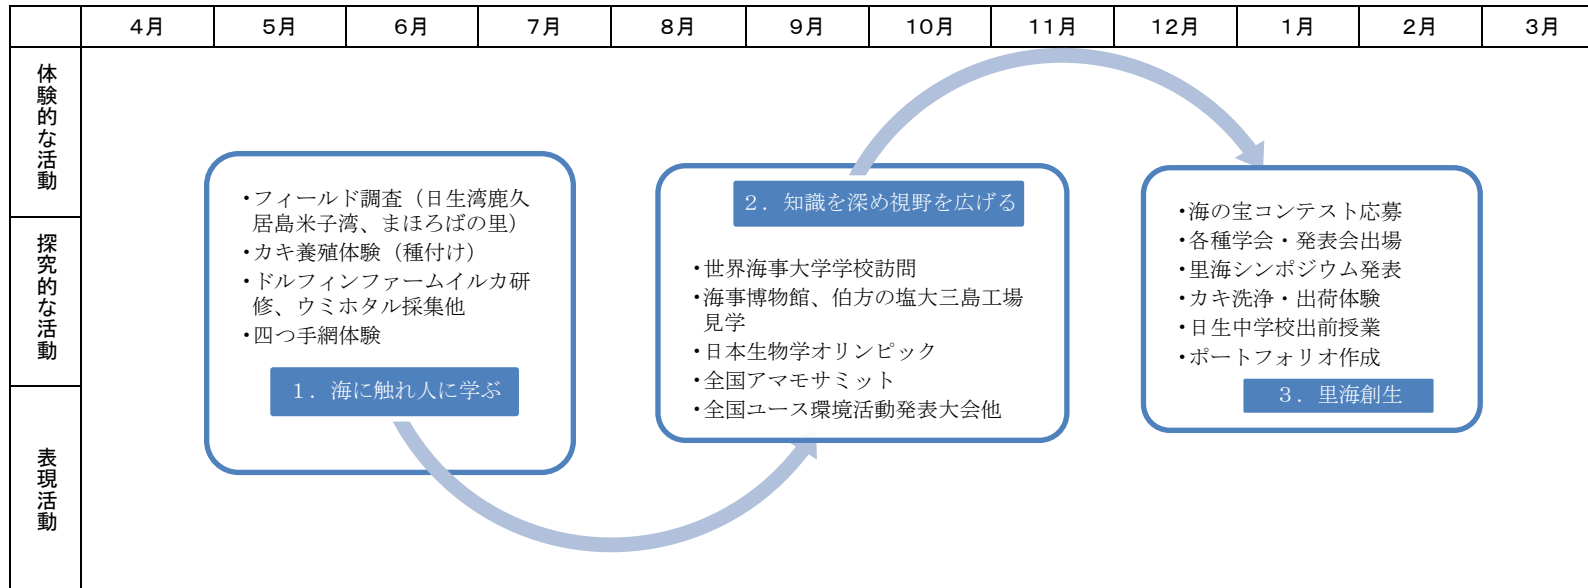 4月 5月 6月 7月 8月 9月 10月 11月 12月 1月 2月 3月
体験的な活動
探究的な活動
表現活動
・フィールド調査（日生湾鹿久
居島米子湾、まほろばの里）
・カキ養殖体験（種付け）
・ドルフィンファームイルカ研
修、ウミホタル採集他
・四つ手網体験
1．海に触れ人に学ぶ
2．知識を深め視野を広げる
・世界海事大学学校訪問
・海事博物館、伯方の塩大三島工場
見学
・日本生物学オリンピック
・全国アマモサミット
・全国ユース環境活動発表大会他
・海の宝コンテスト応募
・各種学会・発表会出場
・里海シンポジウム発表
・カキ洗浄・出荷体験
・日生中学校出前授業
・ポートフォリオ作成
3．里海創生